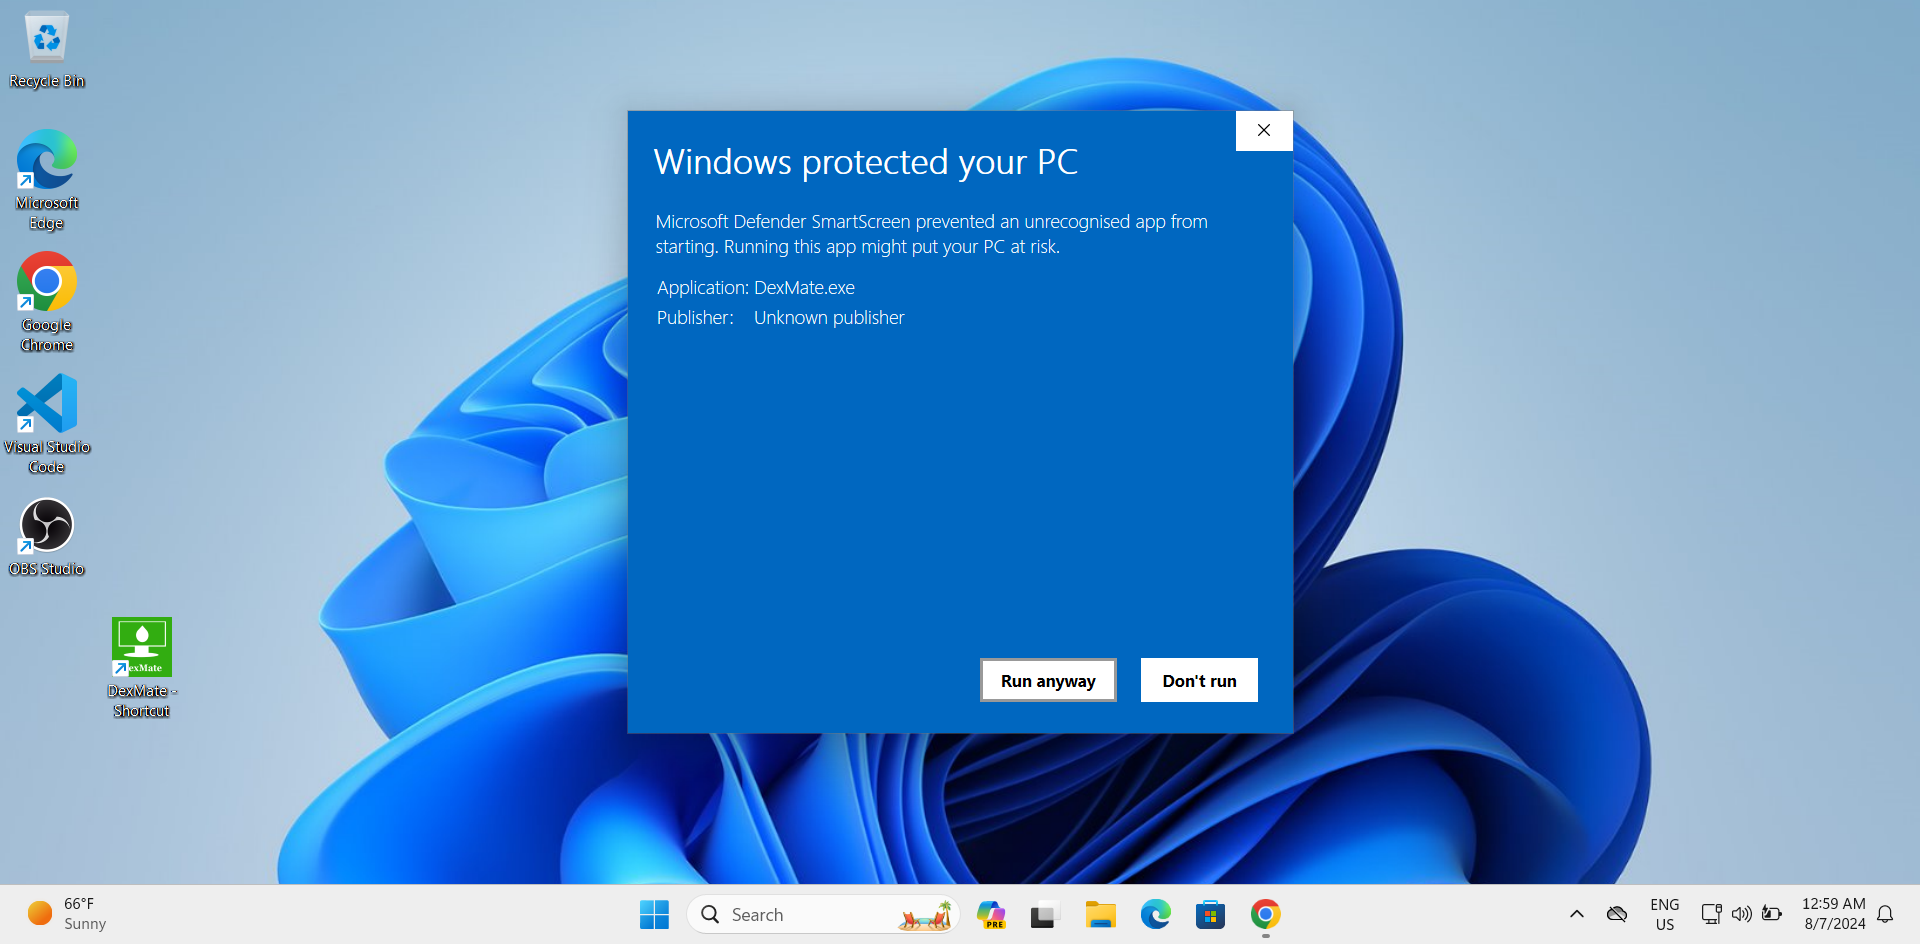 Recycle Bin
Microsoft
Edge
Google
Chrome
Visual Studio
Code
OBS Studio
exMate
DexMate -
Shortcut
Windows protected your PC
Microsoft Defender SmartScreen prevented an unrecognised app from
starting. Running this app might put your PC at risk.
Application: DexMate.exe
Publisher: Unknown publisher
Run anyway
Don't run
66°F
Sunny
Search
PRE
ENG
US
12:59 AM
8/7/2024